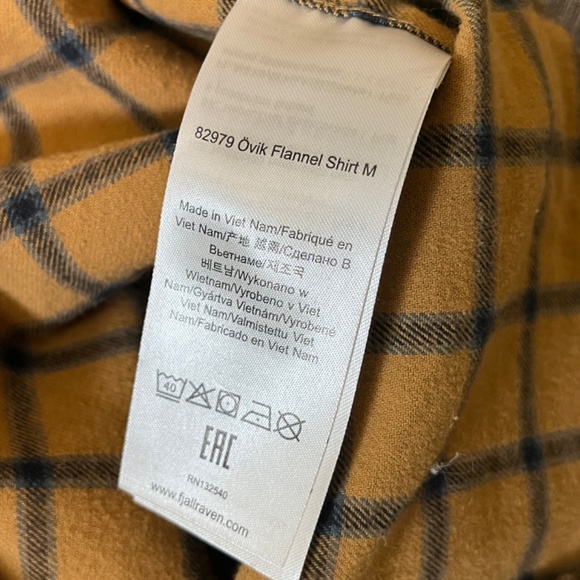 82979 Övik Flannel Shirt M
Made in Viet Nam/Fabriqué en
Viet Nam/产地 越南/Сделано В
Вьетнаме/제조국
베트남/Wykonano w
Wietnam/Vyrobeno v Viet
Nam/Gyártva Vietnám/Vyrobené
Nam/Valmistettu Viet
Nam/Fabricado en Viet Nam
40
EAC
RN132540
www.fjallraven.com